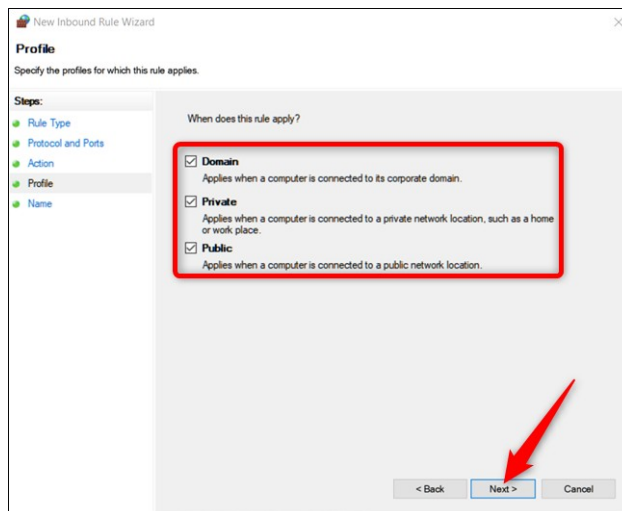 New Inbound Rule Wizard
Profile
Specify the profiles for which this rule applies.
Steps:
Rule Type
Protocol and Ports
Action
Profile
Name
When does this rule apply?
Domain
Applies when a computer is connected to its corporate domain.
Private
Applies when a computer is connected to a private network location, such as a home
or work place.
Public
Applies when a computer is connected to a public network location.
< Back
Next >
Cancel